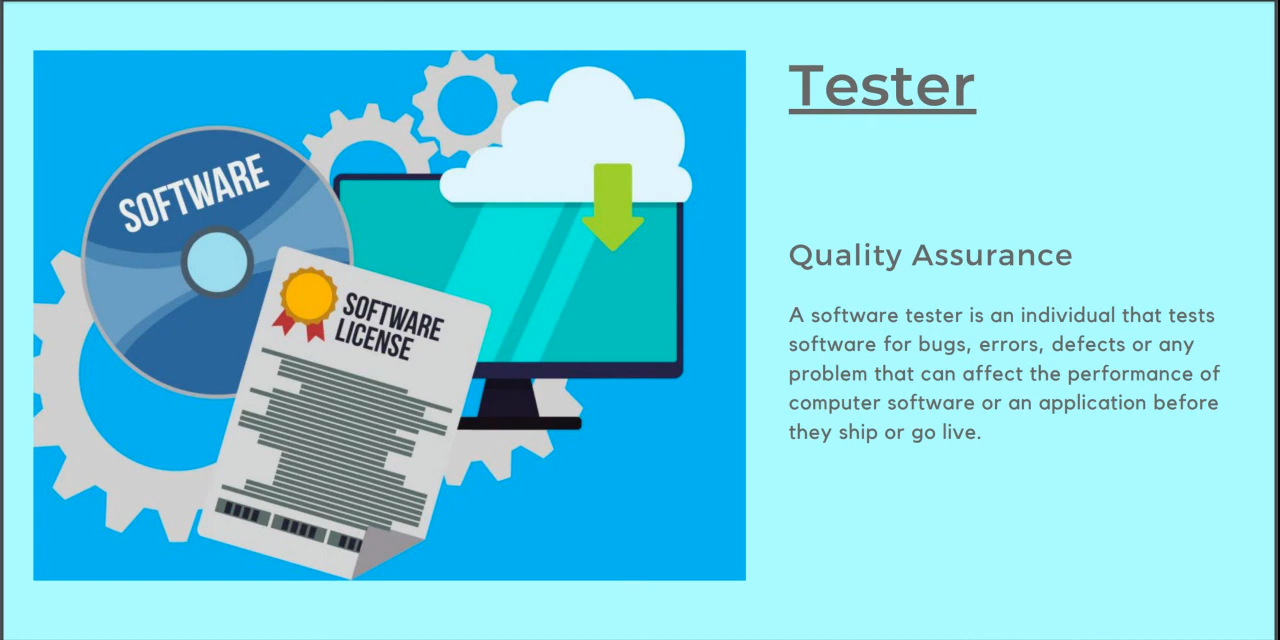 SOFTWARE
SOFTWARE
LICENSE
Tester
Quality Assurance
A software tester is an individual that tests
software for bugs, errors, defects or any
problem that can affect the performance of
computer software or an application before
they ship or go live.